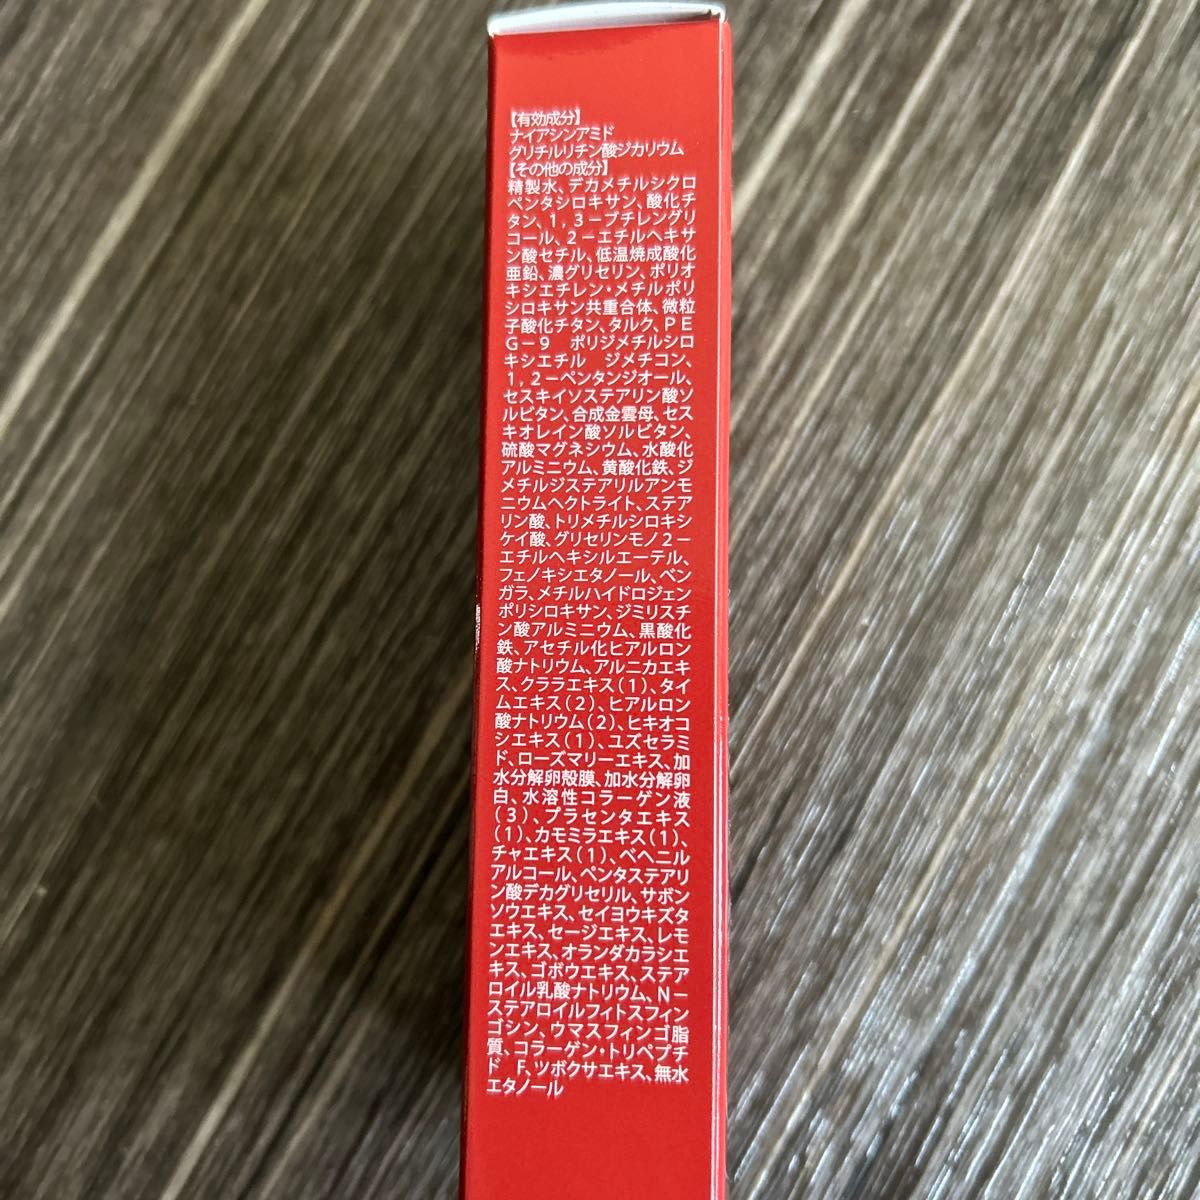 【有効成分】
ナイアシンアミド
グリチルリチン酸ジカリウム
【その他の成分】
精製水、デカメチルシクロ
ペンタシロキサン、酸化チ
タン、1，3－ブチレングリ
コール、2－エチルヘキサ
ン酸セチル、低温焼成酸化
亜鉛、濃グリセリン、ポリオ
キシエチレン・メチルポリ
シロキサン共重合体、微粒
子酸化チタン、タルク、ＰＥ
Ｇ－9　ポリジメチルシロ
キシエチル　ジメチコン、
1，2－ペンタンジオール、
セスキイソステアリン酸ソ
ルビタン、合成金雲母、セス
キオレイン酸ソルビタン、
硫酸マグネシウム、水酸化
アルミニウム、黄酸化鉄、ジ
メチルジステアリルアンモ
ニウムヘクトライト、ステア
リン酸、トリメチルシロキシ
ケイ酸、グリセリンモノ2－
エチルヘキシルエーテル、
フェノキシエタノール、ベン
ガラ、メチルハイドロジェン
ポリシロキサン、ジミリスチ
ン酸アルミニウム、黒酸化
鉄、アセチル化ヒアルロン
酸ナトリウム、アルニカエキ
ス、クララエキス（1）、タイ
ムエキス（2）、ヒアルロン
酸ナトリウム（2）、ヒキオコ
シエキス（1）、ユズセラミ
ド、ローズマリーエキス、加
水分解卵殻膜、加水分解卵
白、水溶性コラーゲン液
（3）、プラセンタエキス
（1）、カモミラエキス（1）、
チャエキス（1）、ベヘニル
アルコール、ペンタステアリ
ン酸デカグリセリル、サボン
ソウエキス、セイヨウキズタ
エキス、セージエキス、レモ
ンエキス、オランダカラシエ
キス、ゴボウエキス、ステア
ロイル乳酸ナトリウム、Ｎ－
ステアロイルフィトスフィン
ゴシン、ウマスフィンゴ脂
質、コラーゲン・トリペプチ
ド　F、ツボクサエキス、無水
エタノール